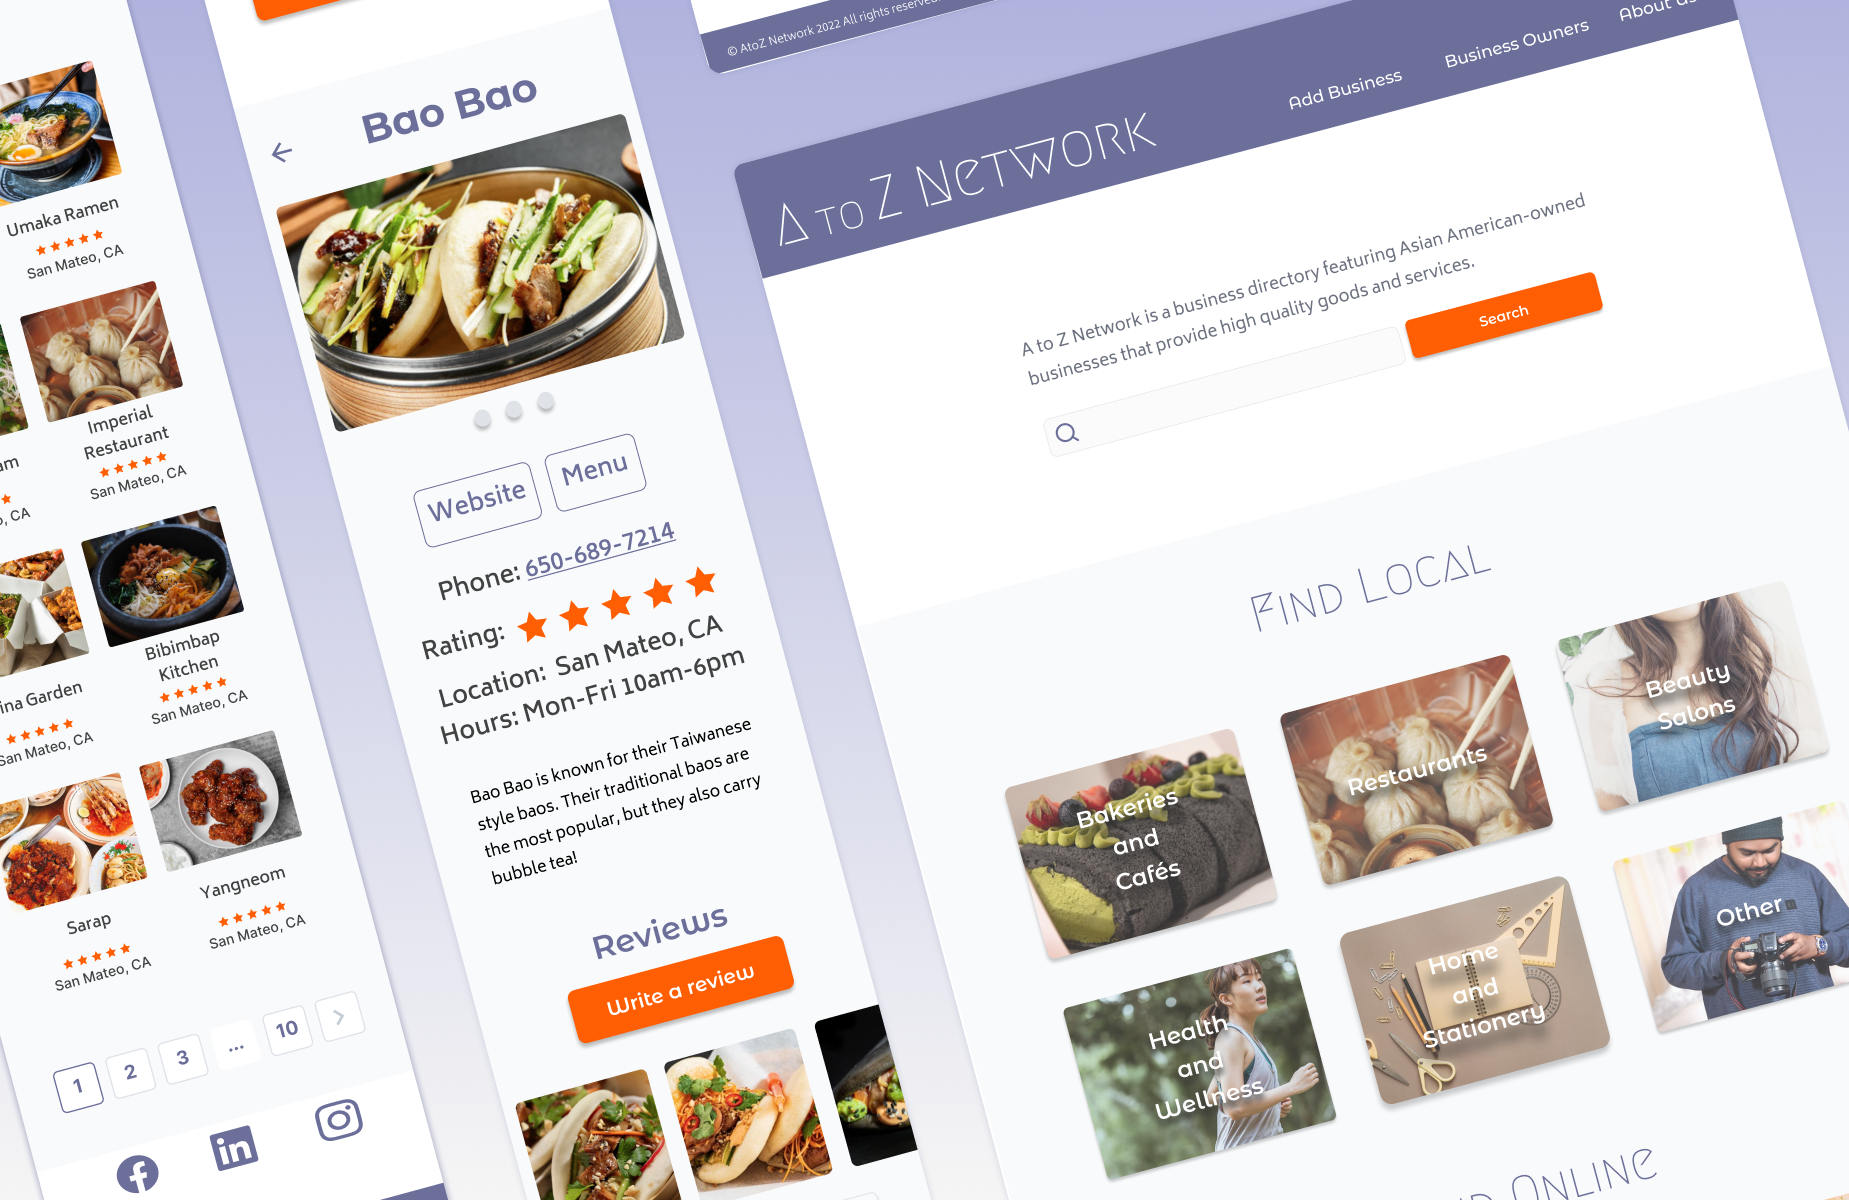 Umaka Ramen
San Mateo, CA
Imperial
Restaurant
San Mateo, CA
CA
Bibimbap
Kitchen
San Mateo, CA
Garden
San Mateo, CA
Yangneom
San Mateo, CA
Sarap
San Mateo, CA
1
2
3
...
10
Bao Bao
Website
Menu
Phone: 650-689-7214
Rating:
Location: San Mateo, CA
Hours: Mon-Fri 10am-6pm
Bao Bao is known for their Taiwanese
style baos. Their traditional baos are
the most popular, but they also carry
bubble tea!
Reviews
Write a review
© AtoZ Network 2022 All rights reserved
A to Z Network
Add Business
Business Owners
About us
A to Z Network is a business directory featuring Asian American-owned
businesses that provide high quality goods and services.
Search
Find Local
Bakeries
and
Cafés
Restaurants
Beauty
Salons
Health
and
Wellness
Home
and
Stationery
Other
Online